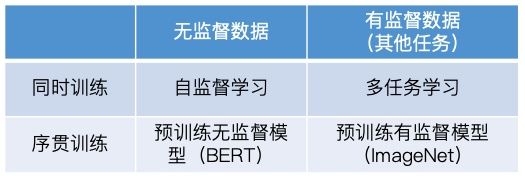 无监督数据
有监督数据
（其他任务）
同时训练
自监督学习
多任务学习
序贯训练
预训练无监督模
型（BERT）
预训练有监督模型
（ImageNet）